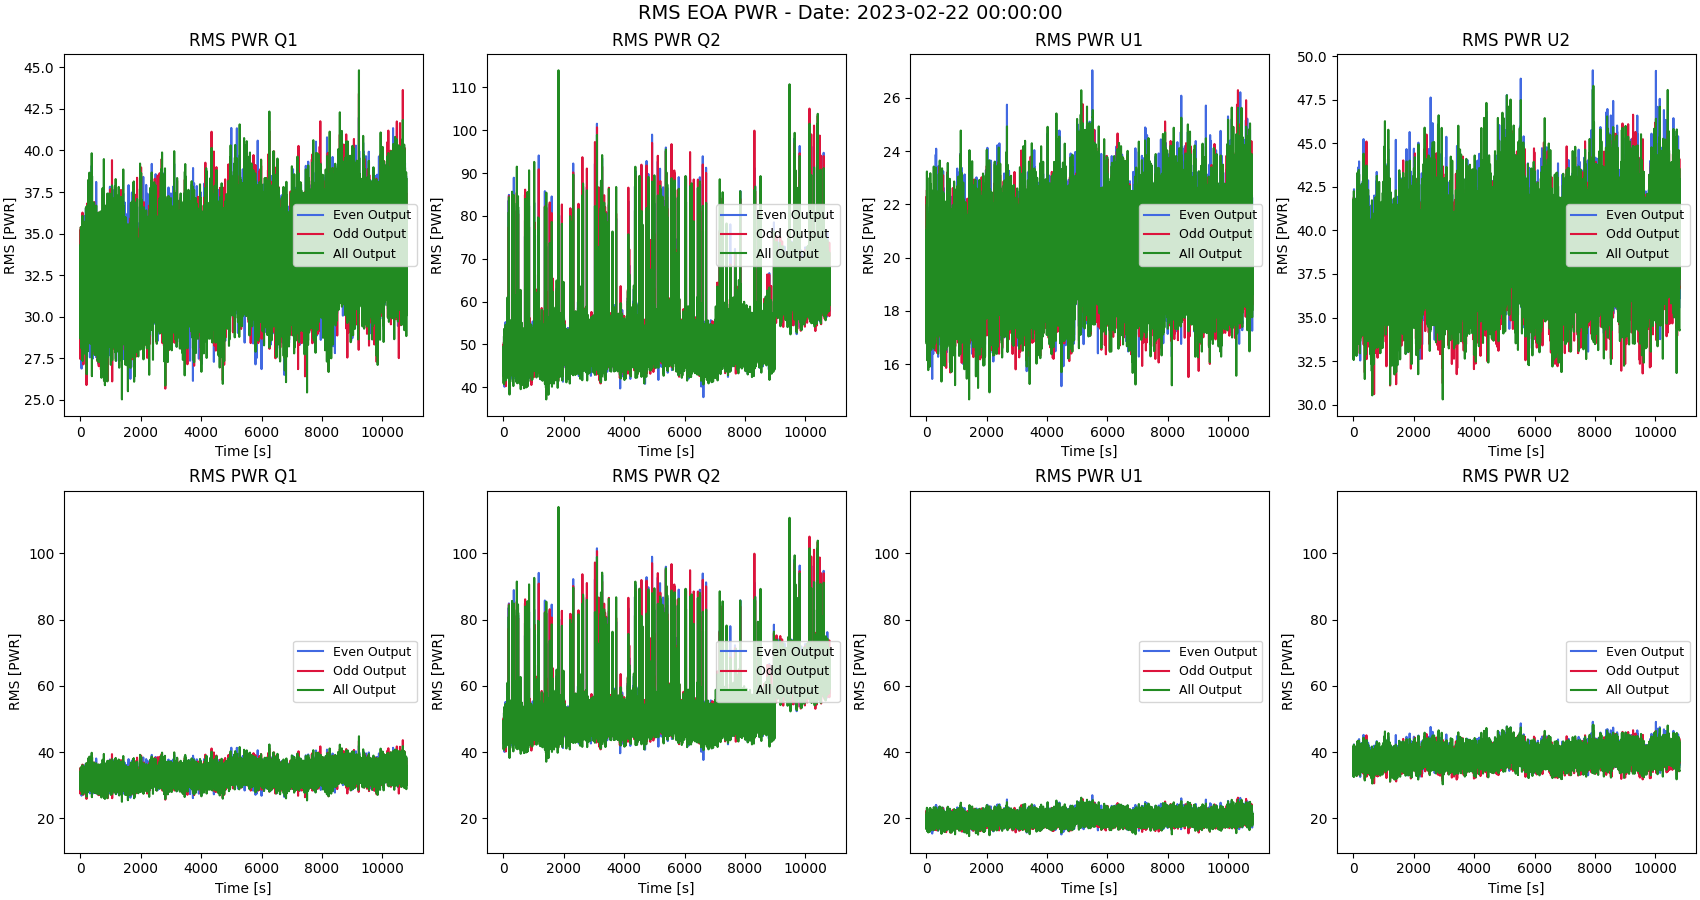 RMS EOA PWR - Date: 2023-02-22 00:00:00
RMS PWR Q1
RMS [PWR]
45.0
42.5
40.0
37.5
35.0
32.5
30.0
27.5
25.0
Even Output
Odd Output
All Output
0 2000 4000 6000 8000 10000
Time [s]
RMS PWR Q2
RMS [PWR]
110
100
90
80
70
60
50
40
Even Output
Odd Output
All Output
0 2000 4000 6000 8000 10000
Time [s]
RMS PWR U1
RMS [PWR]
26
24
22
20
18
16
Even Output
Odd Output
All Output
0 2000 4000 6000 8000 10000
Time [s]
RMS PWR U2
RMS [PWR]
50.0
47.5
45.0
42.5
40.0
37.5
35.0
32.5
30.0
Even Output
Odd Output
All Output
0 2000 4000 6000 8000 10000
Time [s]
RMS PWR Q1
RMS [PWR]
100
80
60
40
20
Even Output
Odd Output
All Output
0 2000 4000 6000 8000 10000
Time [s]
RMS PWR Q2
RMS [PWR]
100
80
60
40
20
Even Output
Odd Output
All Output
0 2000 4000 6000 8000 10000
Time [s]
RMS PWR U1
RMS [PWR]
100
80
60
40
20
Even Output
Odd Output
All Output
0 2000 4000 6000 8000 10000
Time [s]
RMS PWR U2
RMS [PWR]
100
80
60
40
20
Even Output
Odd Output
All Output
0 2000 4000 6000 8000 10000
Time [s]